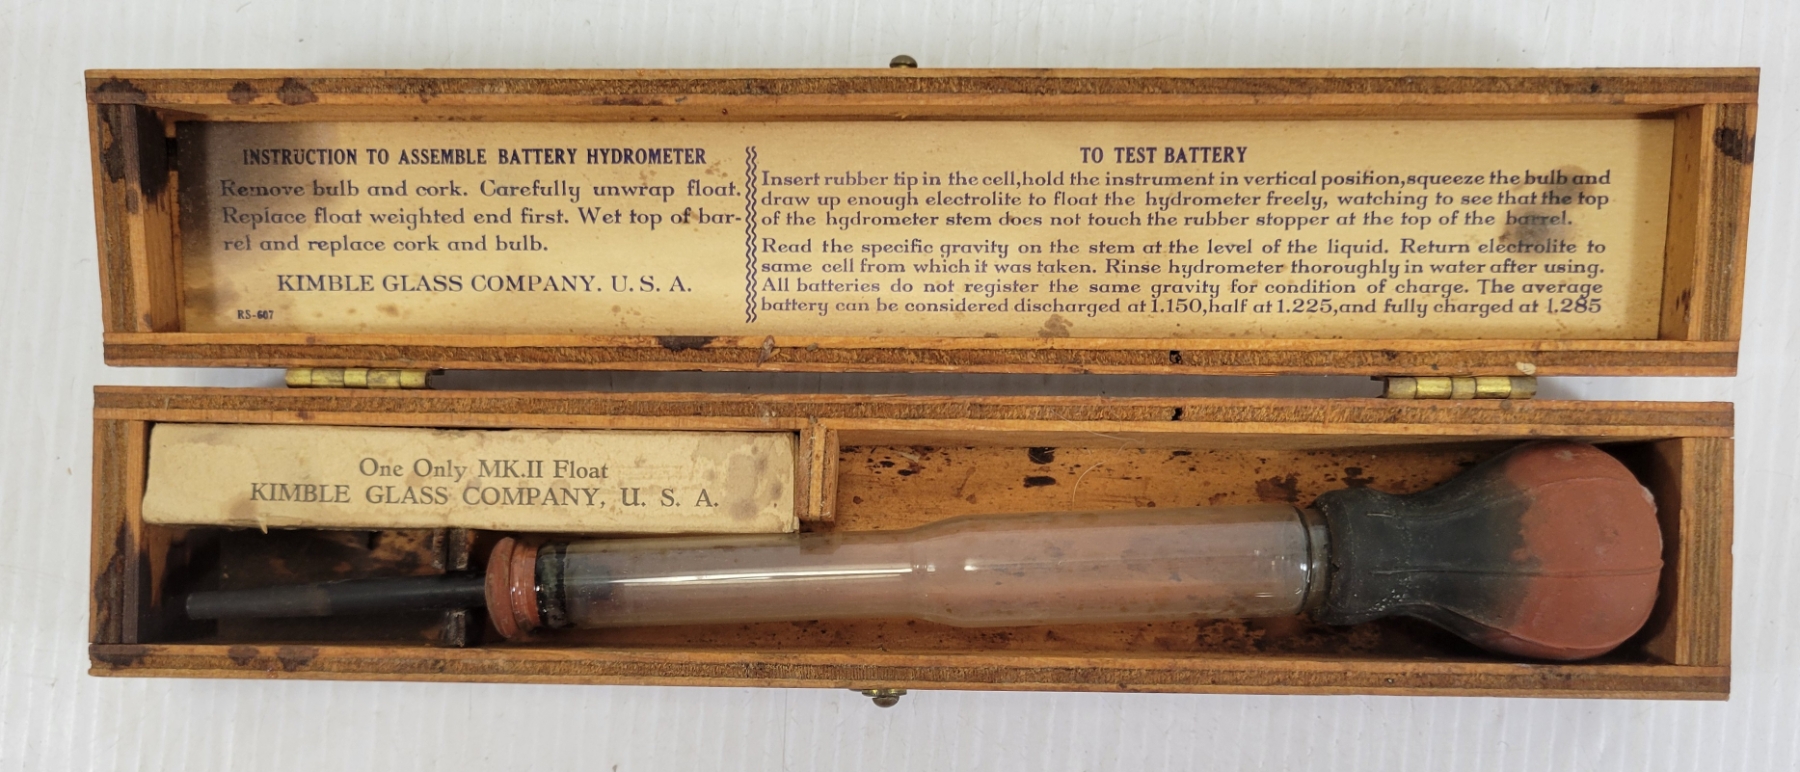 INSTRUCTION TO ASSEMBLE BATTERY HYDROMETER
Remove bulb and cork. Carefully unwrap float.
Replace float weighted end first. Wet top of bar-
rel and replace cork and bulb.
KIMBLE GLASS COMPANY. U. S. A.
RS-607
TO TEST BATTERY
Insert rubber tip in the cell, hold the instrument in vertical position, squeeze the bulb and
draw up enough electrolite to float the hydrometer freely, watching to see that the top
of the hydrometer stem does not touch the rubber stopper at the top of the barrel.
Read the specific gravity on the stem at the level of the liquid. Return electrolite to
same cell from which it was taken. Rinse hydrometer thoroughly in water after using.
All batteries do not register the same gravity for condition of charge. The average
battery can be considered discharged at 1.150, half at 1.225, and fully charged at 1.285
One Only MK.II Float
KIMBLE GLASS COMPANY, U. S. A.